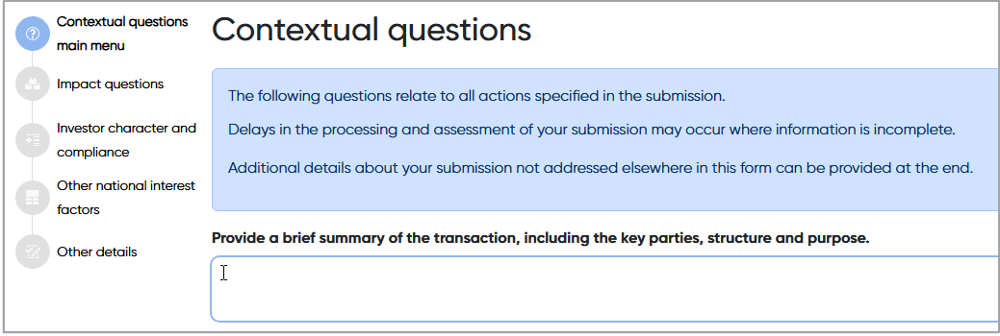 Contextual questions
main menu
Impact questions
Investor character and
compliance
Other national interest
factors
Other details
Contextual questions
The following questions relate to all actions specified in the submission.
Delays in the processing and assessment of your submission may occur where information is incomplete.
Additional details about your submission not addressed elsewhere in this form can be provided at the end.
Provide a brief summary of the transaction, including the key parties, structure and purpose.